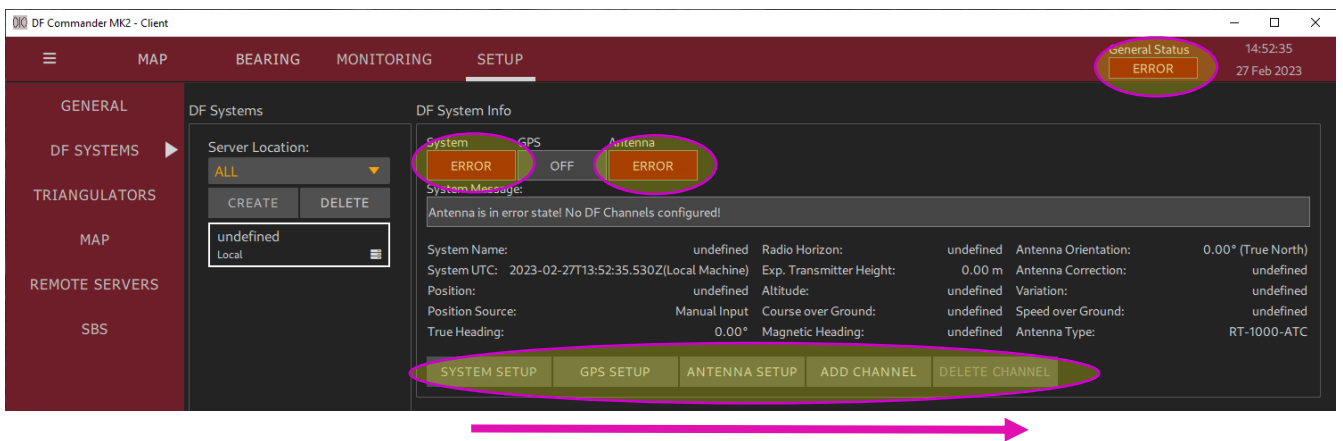 DF Commander MK2 - Client
MAP BEARING MONITORING SETUP General Status 14:52:35
ERROR 27 Feb 2023
GENERAL
DF SYSTEMS
TRIANGULATORS
MAP
REMOTE SERVERS
SBS
DF Systems
Server Location:
ALL
CREATE DELETE
undefined
Local
DF System Info
System GPS Antenna
ERROR OFF ERROR
System Message:
Antenna is in error state! No DF Channels configured!
System Name: undefined Radio Horizon: undefined Antenna Orientation: 0.00° (True North)
System UTC: 2023-02-27T13:52:35.530Z(Local Machine) Exp. Transmitter Height: 0.00 m Antenna Correction: undefined
Position: undefined Altitude: undefined Variation: undefined
Position Source: Manual Input Course over Ground: undefined Speed over Ground: undefined
True Heading: 0.00° Magnetic Heading: undefined Antenna Type: RT-1000-ATC
SYSTEM SETUP GPS SETUP ANTENNA SETUP ADD CHANNEL DELETE CHANNEL